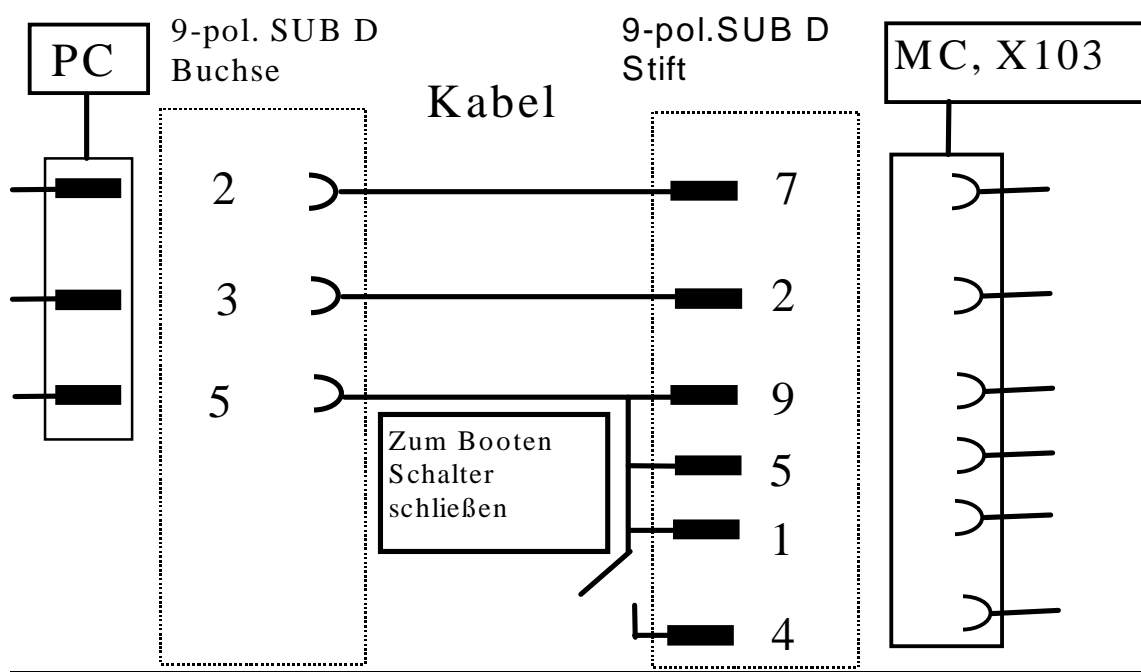 PC
9-pol. SUB D
Buchse
Kabel
9-pol.SUB D
Stift
MC, X103
2
7
3
2
5
9
Zum Booten
Schalter
schließen
5
1
4